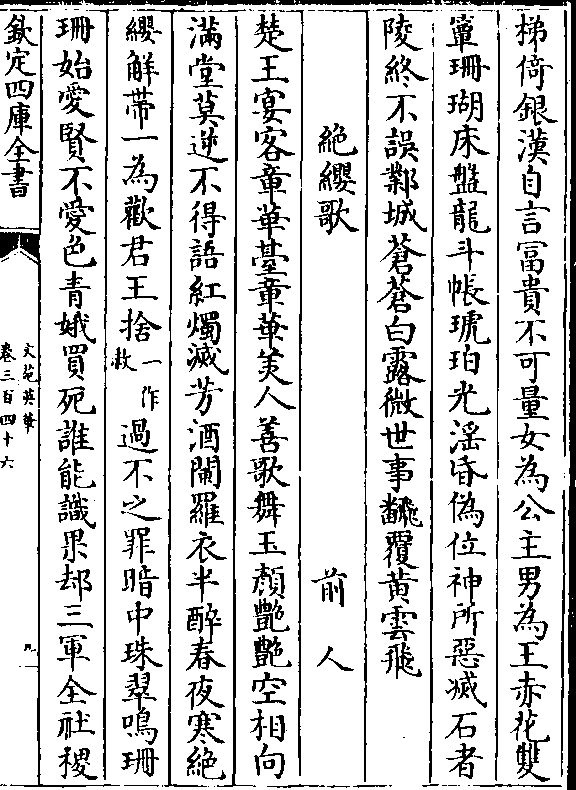 梯倚銀漢自言冨貴不可量女為公主男為王赤花雙
簟珊瑚床盤龍斗帳琥珀光滛昏偽位神所惡滅石者
陵終不誤鄴城蒼蒼白露微世事飜覆黃雲飛
絶纓歌 前人
楚王宴客章華臺章華美人善歌舞玉顔艷艷空相向
滿堂莫逆不得語紅燭滅芳酒闌羅衣半醉春夜寒絶
纓解帶一為歡君王捨一作赦過不之罪暗中珠翠鳴珊
珊始愛賢不愛色青娥買死誰能識果却三軍全社稷
欽定四庫全書
文苑英華
卷三百四十六
九